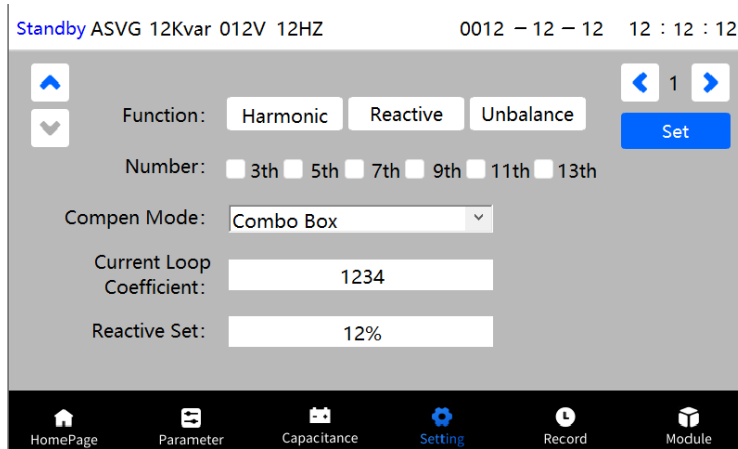 Standby ASVG 12Kvar 012V 12HZ 0012 - 12 - 12 12 : 12 : 12
1
Function: Harmonic Reactive Unbalance
Set
Number: 3th 5th 7th 9th 11th 13th
Compen Mode: Combo Box
Current Loop
Coefficient: 1234
Reactive Set: 12%
HomePage Parameter Capacitance Setting Record Module